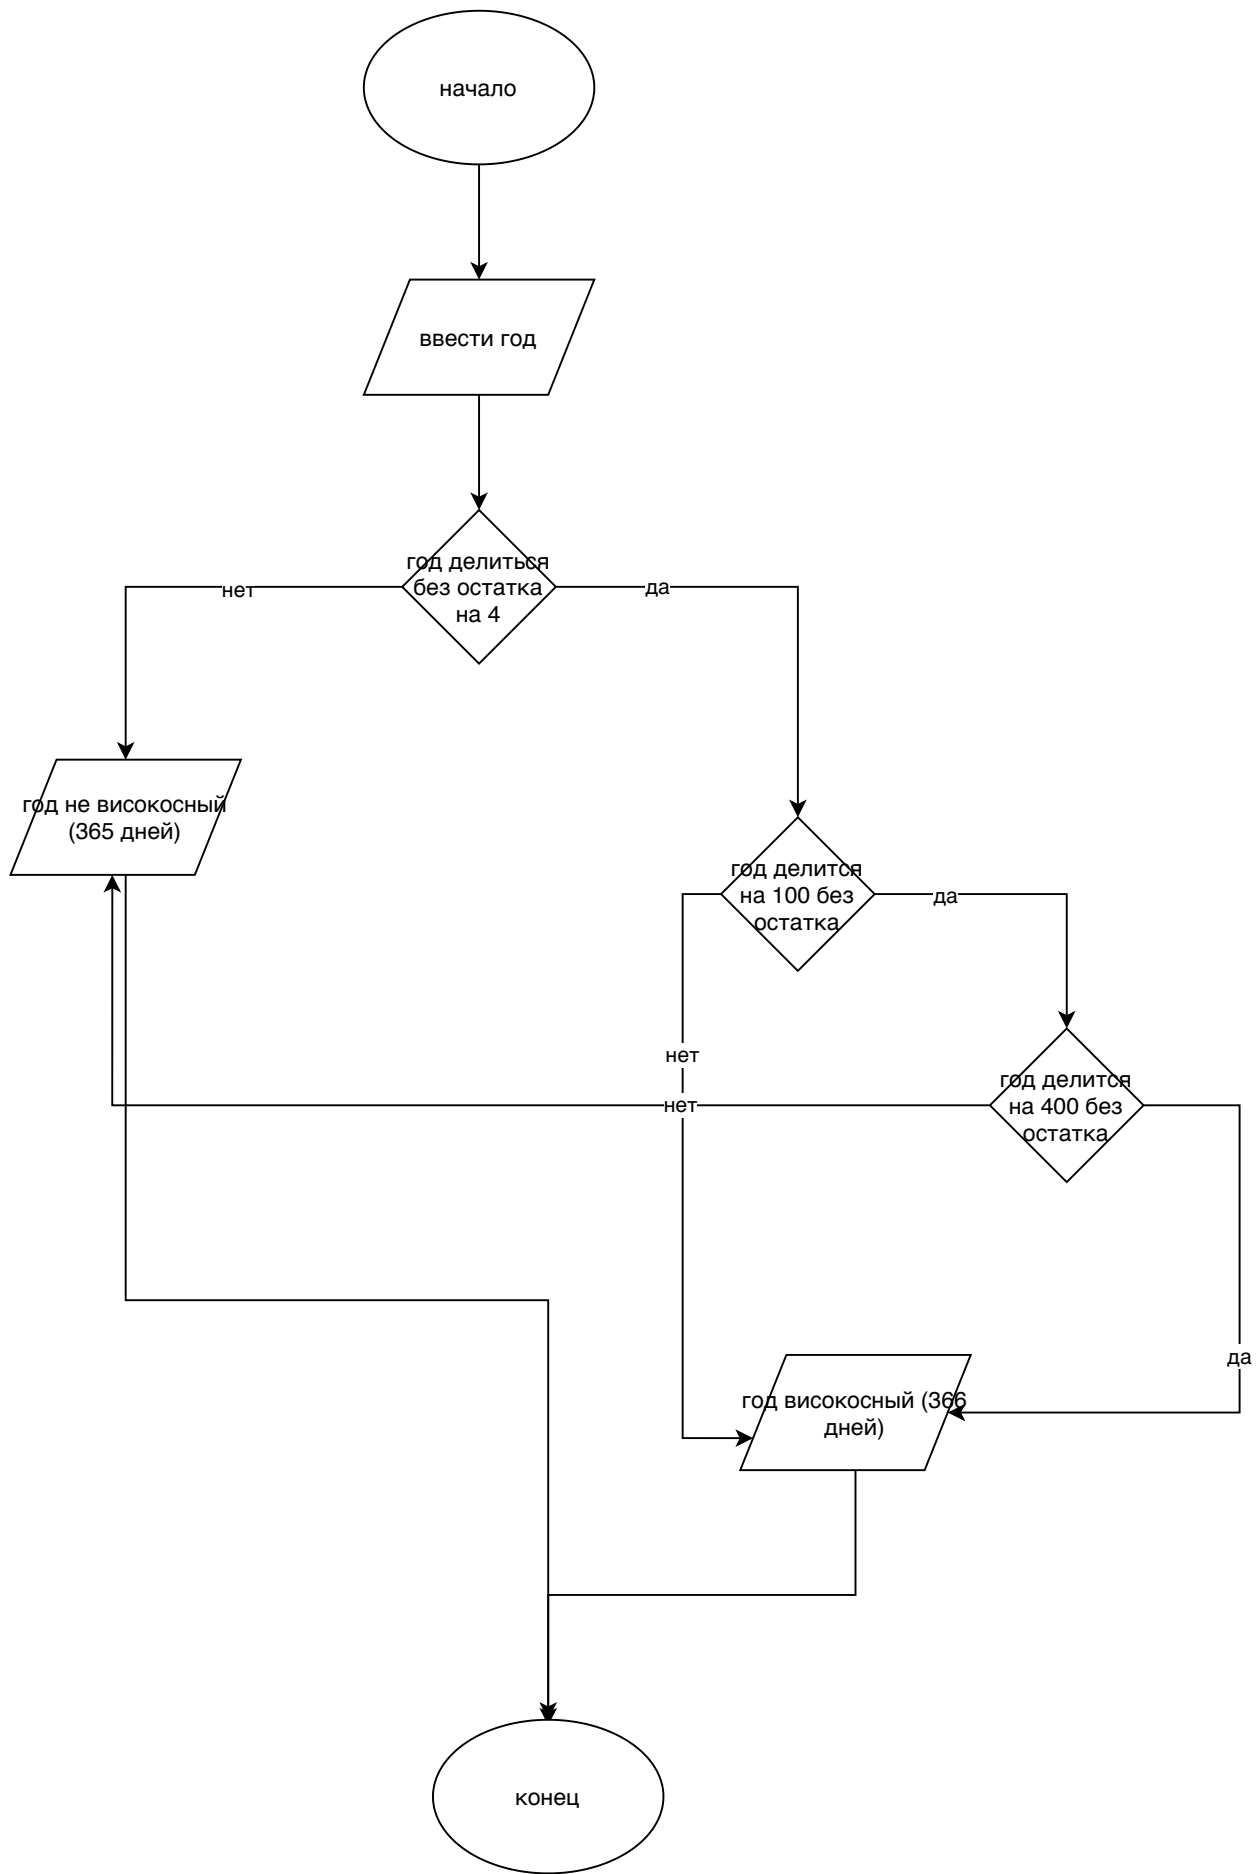 начало
ввести год
год делиться
без остатка
на 4
нет
да
год не високосный
(365 дней)
год делится
на 100 без
остатка
да
нет
год делится
на 400 без
остатка
нет
да
год високосный (366
дней)
конец